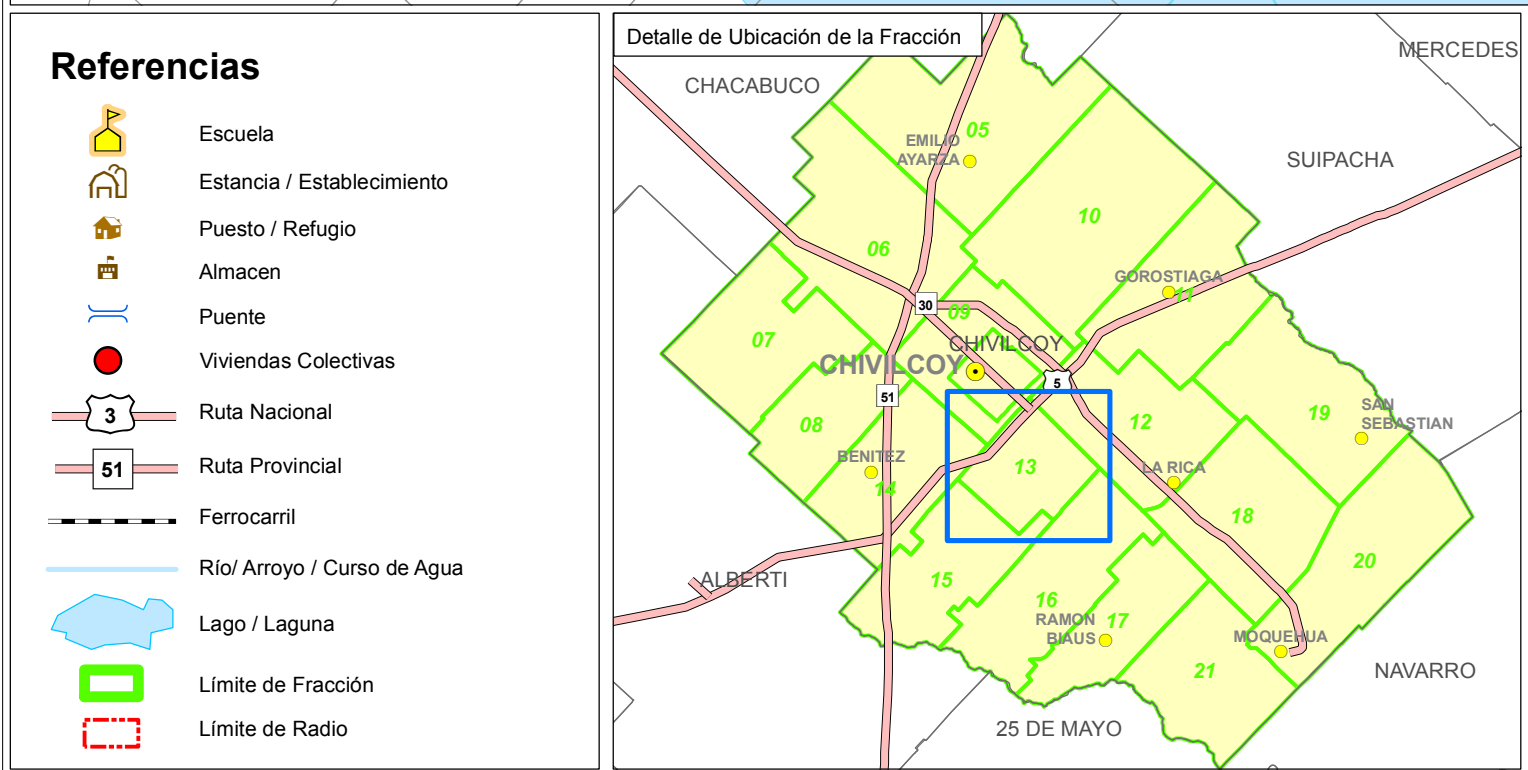 Referencias
Escuela
Estancia / Establecimiento
Puesto / Refugio
Almacen
Puente
Viviendas Colectivas
3
Ruta Nacional
51
Ruta Provincial
Ferrocarril
Río/ Arroyo / Curso de Agua
Lago / Laguna
Límite de Fracción
Límite de Radio
Detalle de Ubicación de la Fracción
MERCEDES
CHACABUCO
05
EMILIO
AYARZA
SUIPACHA
10
06
GOROSTIAGA
11
30
09
07
CHIVILCOY
CHIVILCOY
5
51
19
SAN
SEBASTIAN
12
08
BENITEZ
13
LA RICA
14
18
20
ALBERTI
15
16
RAMON
BIAUS
17
MOQUEHUA
21
NAVARRO
25 DE MAYO